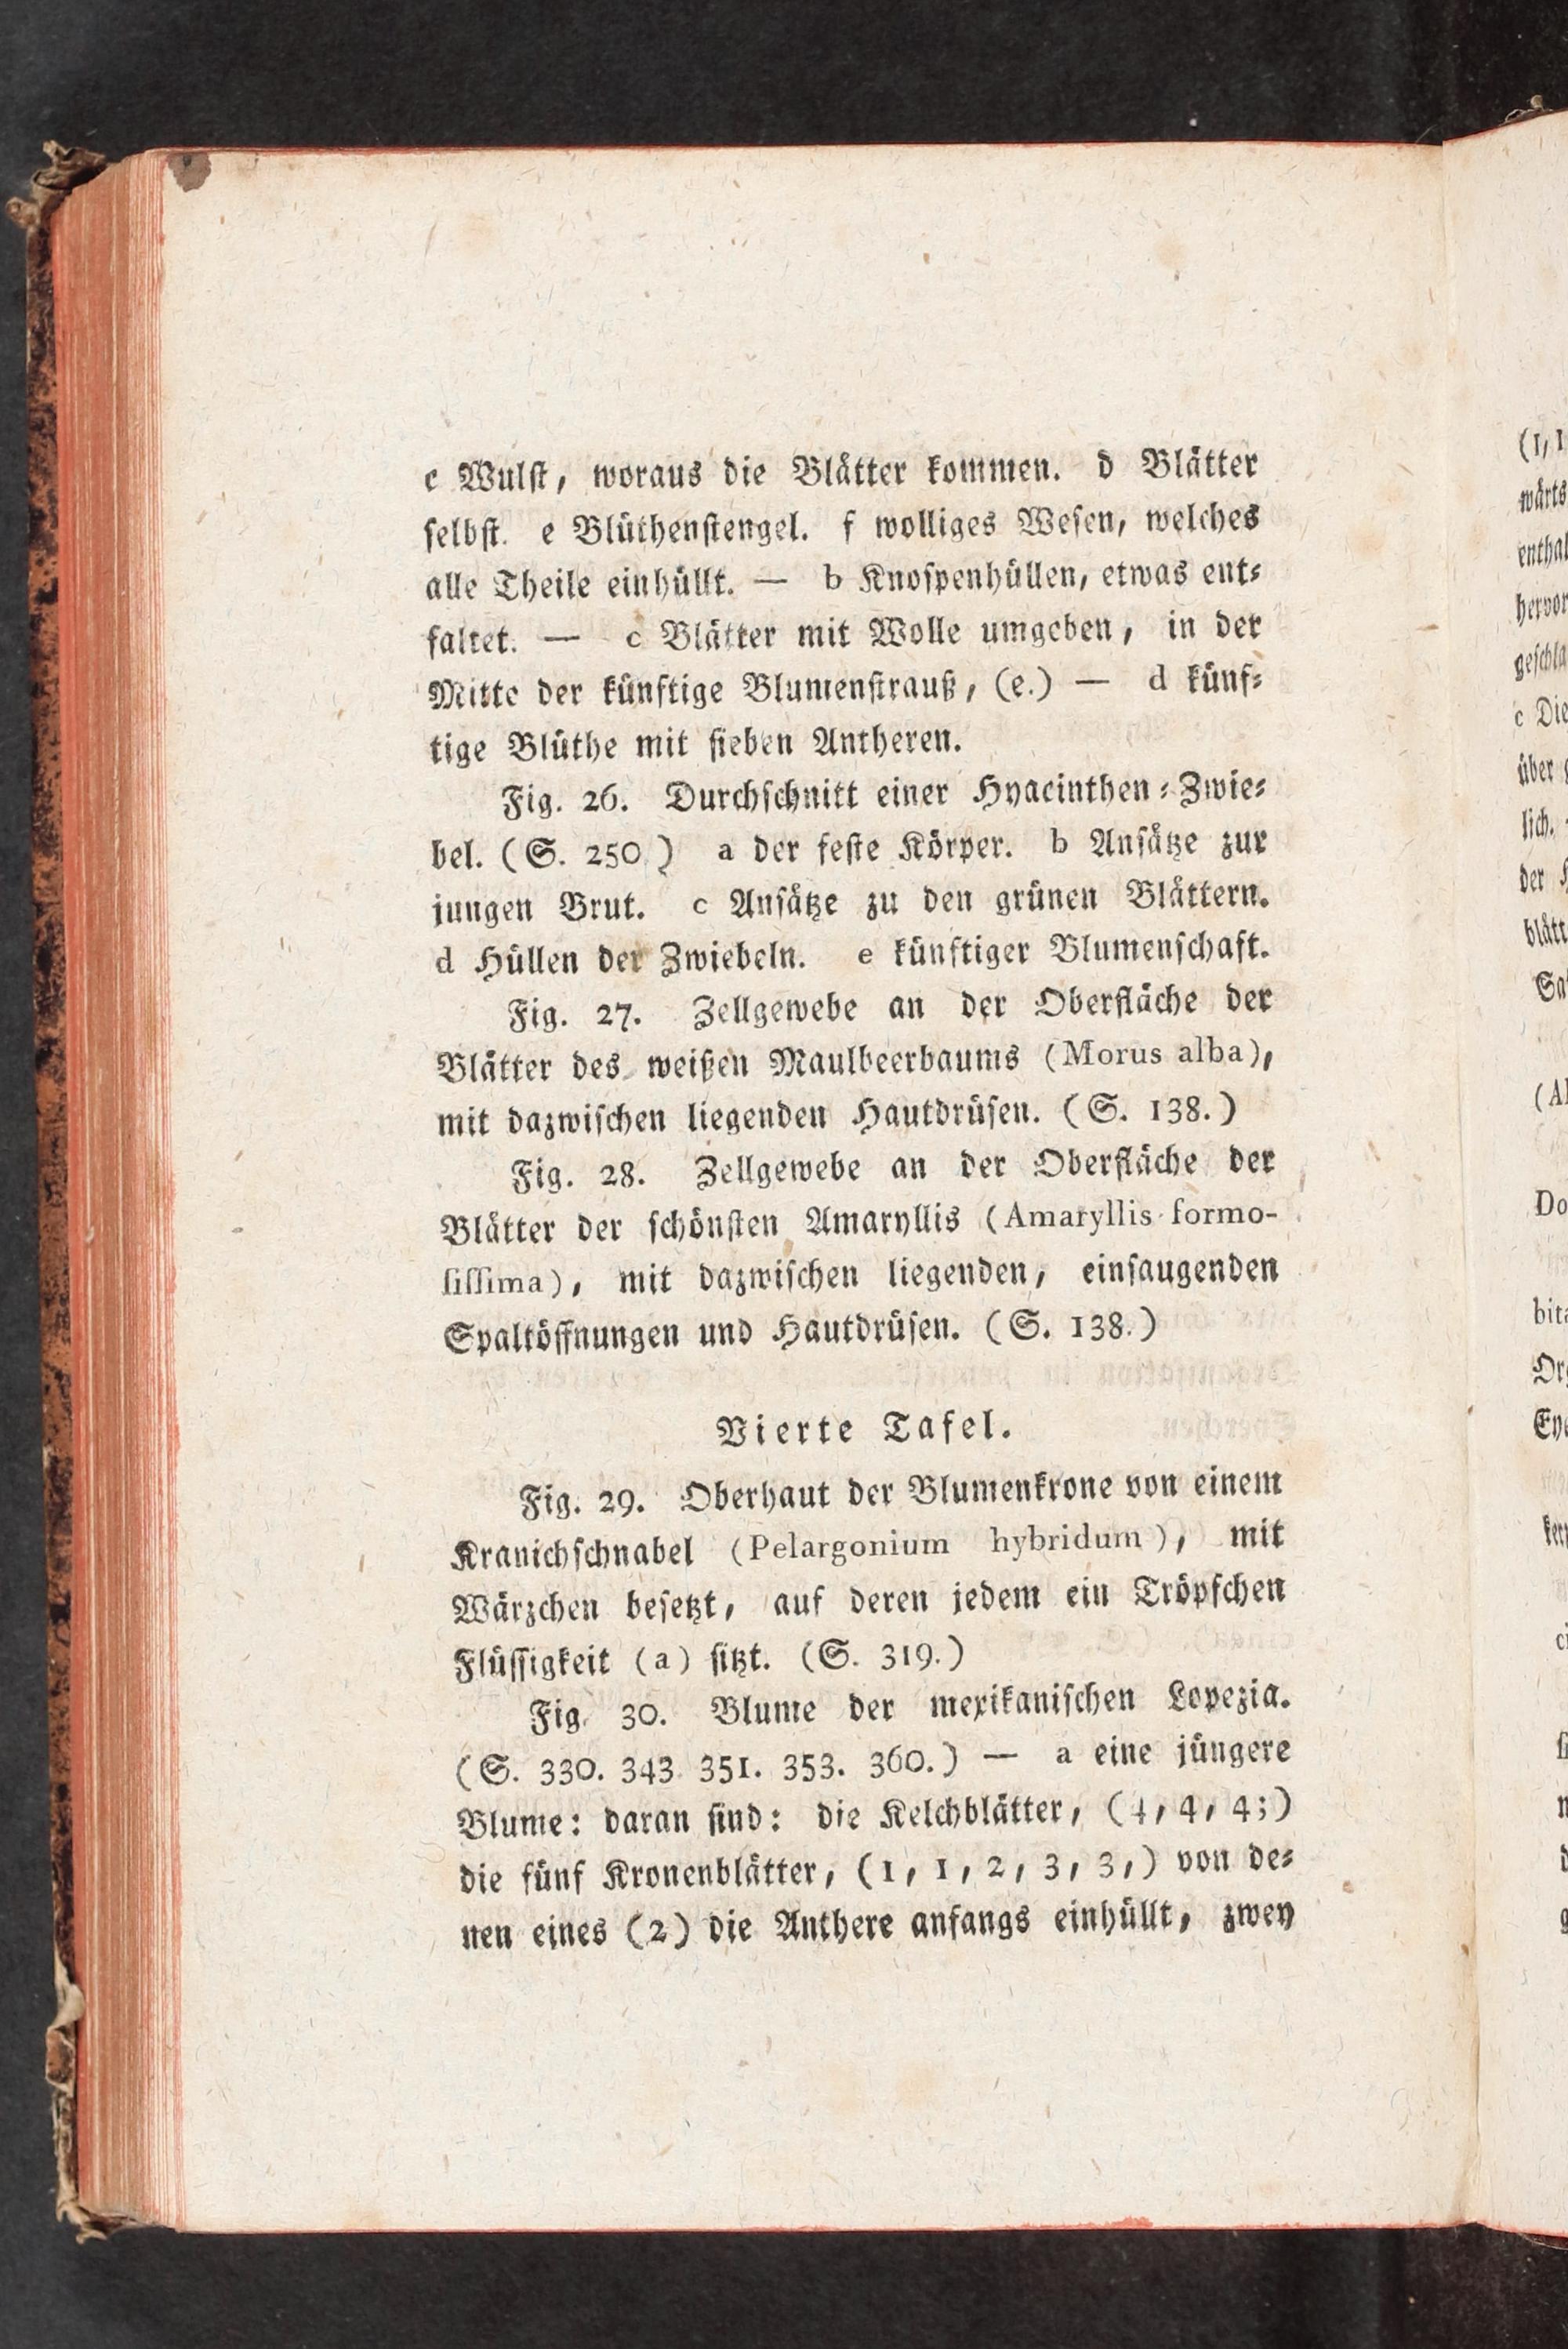 c Wulſt, woraus die Blätter kommen. d Blätter
ſelbſt. e Blüthenſtengel. f wolliges Weſen, welches
alle Theile einhüllt. — b Knoſpenhüllen, etwas ent⸗
faltet. — c Blätter mit Wolle umgeben, in der
Mitte der künftige Blumenſtrauß, (e.) — d künf⸗
tige Blüthe mit ſieben Antheren.
Fig. 26. Durchſchnitt einer Hyacinthen⸗Zwie⸗
bel. (S. 250.) a der feſte Körper. b Anſätze zur
jungen Brut. c Anſätze zu den grünen Blättern.
d Hüllen der Zwiebeln. e künftiger Blumenſchaft.
Fig. 27. Zellgewebe an der Oberfläche der
Blätter des weißen Maulbeerbaums (Morus alba),
mit dazwiſchen liegenden Hautdrüſen. (S. 138.)
Fig. 28. Zellgewebe an der Oberfläche der
Blätter der ſchönſten Amaryllis (Amaryllis formo-
ſiſſima), mit dazwiſchen liegenden, einſaugenden
Spaltöffnungen und Hautdrüſen. (S. 138.)
Vierte Tafel.
Fig. 29. Oberhaut der Blumenkrone von einem
Kranichſchnabel (Pelargonium hybridum), mit
Wärzchen beſetzt, auf deren jedem ein Tröpfchen
Flüſſigkeit (a) ſitzt. (S. 319.)
Fig. 30. Blume der mexikaniſchen Lopezia.
(S. 330. 343. 351. 353. 360.) — a eine jüngere
Blume: daran ſind: die Kelchblätter, (4, 4, 4;)
die fünf Kronenblätter, (1, 1, 2, 3, 3,) von de⸗
nen eines (2) die Anthere anfangs einhüllt, zwey